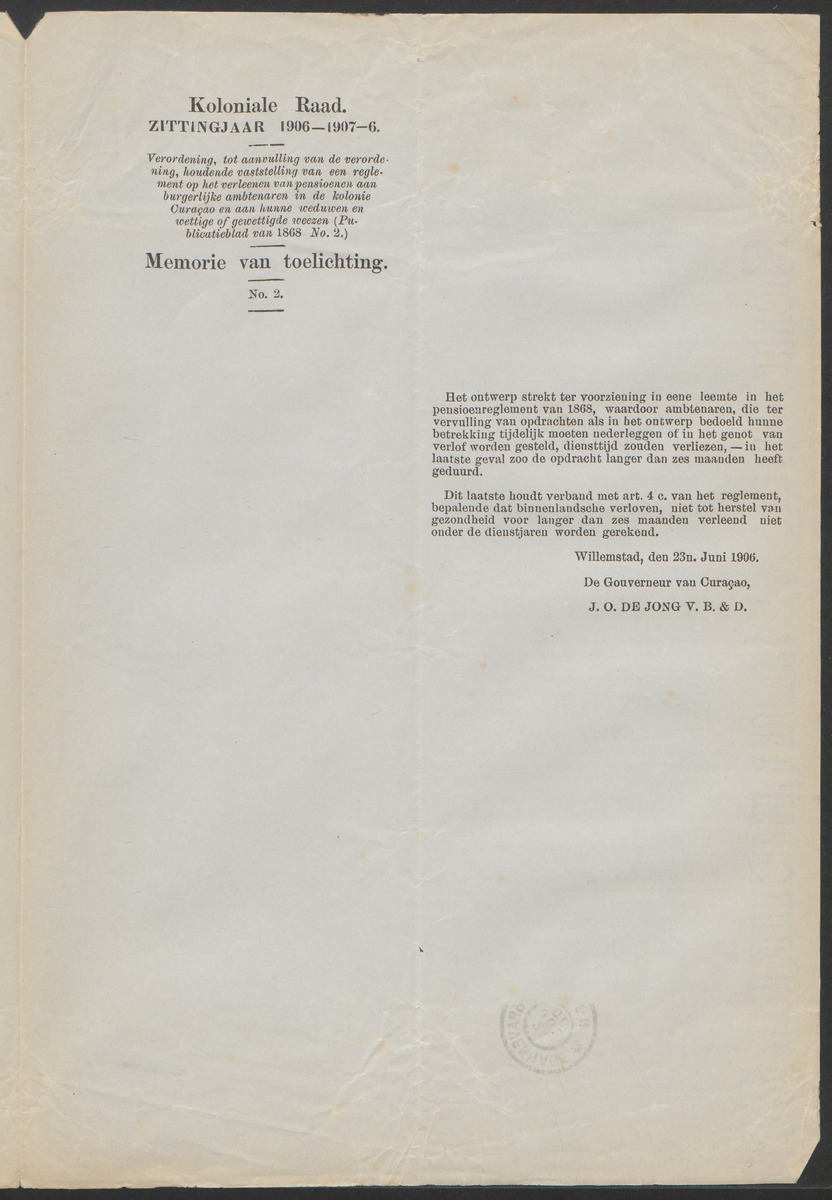 Koloniale Raad.
ZITTINGJAAR 1906—1907—6.
Verordening, tot aanvulling van de verorde-
ning, houdende vaststelling van een regle-
ment op het verleenen van pensioenen aan
burgerlijke ambtenaren in de kolonie
Curaçao en aan hunne weduwen en
wettige of gewettigde weezen (Pu-
blicatieblad van 1868 No. 2.)
Memorie van toelichting.
No. 2.
Het ontwerp strekt ter voorziening in eene leemte in het
pensioenreglement van 1868, waardoor ambtenaren, die ter
vervulling van opdrachten als in het ontwerp bedoeld hunne
betrekking tijdelijk moeten nederleggen of in het genot van
verlof worden gesteld, diensttijd zouden verliezen, — in het
laatste geval zoo de opdracht langer dan zes maanden heeft
geduurd.
Dit laatste houdt verband met art. 4 c. van het reglement,
bepalende dat binnenlandsche verloven, niet tot herstel van
gezondheid voor langer dan zes maanden verleend niet
onder de dienstjaren worden gerekend.
Willemstad, den 23n. Juni 1906.
De Gouverneur van Curaçao,
J. O. DE JONG V. B. & D.